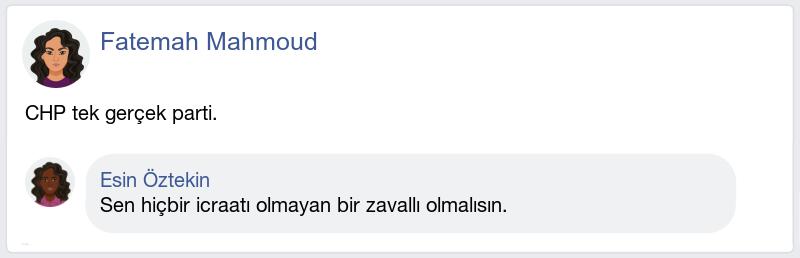 Fatemah Mahmoud
CHP tek gerçek parti.
Esin Öztekin
Sen hiçbir icraatı olmayan bir zavallı olmalısın.